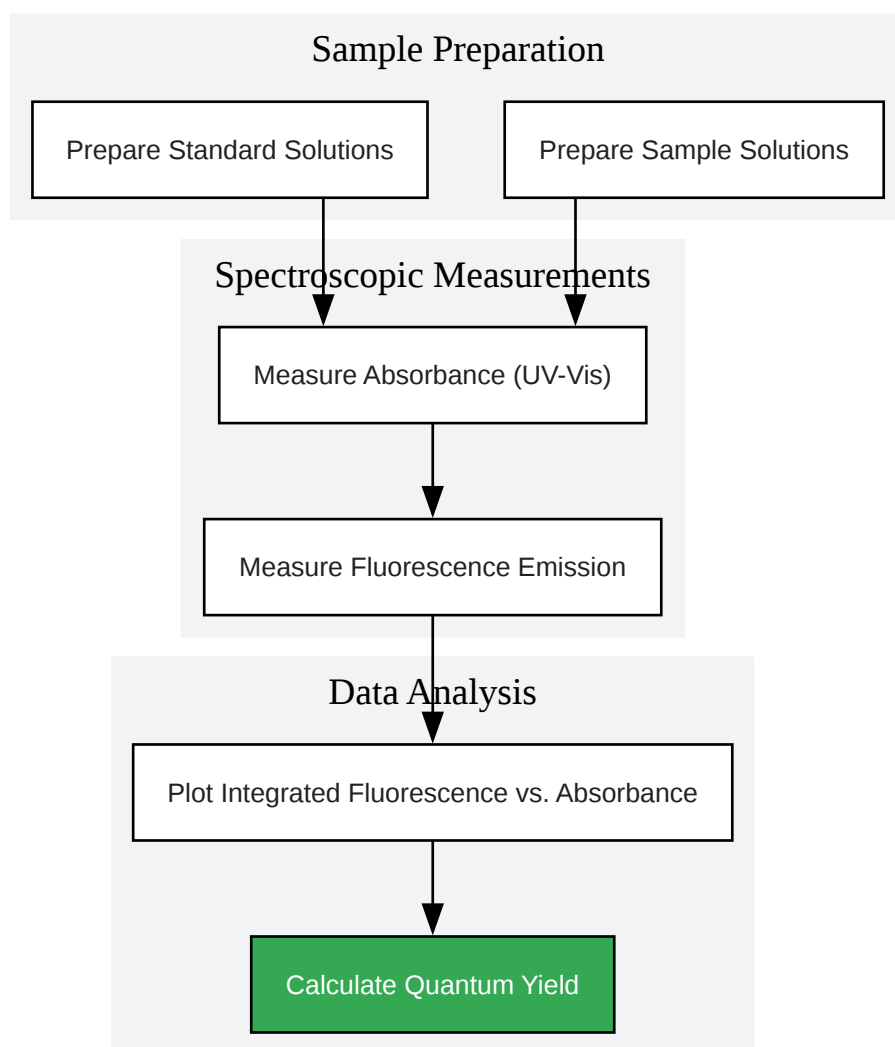 Sample Preparation
Prepare Standard Solutions
Prepare Sample Solutions
Spectroscopic Measurements
Measure Absorbance (UV-Vis)
Measure Fluorescence Emission
Data Analysis
Plot Integrated Fluorescence vs. Absorbance
Calculate Quantum Yield